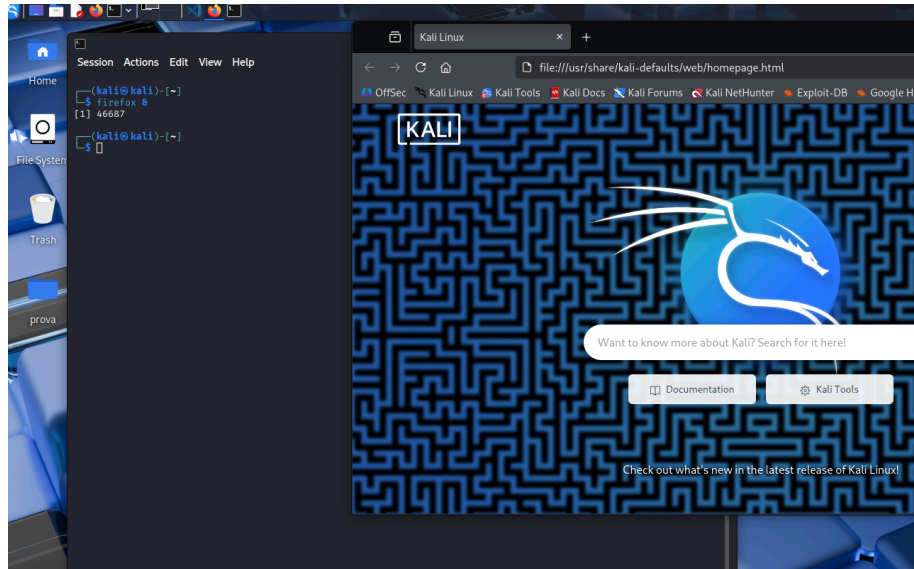 Home
File System
Trash
prova
Session Actions Edit View Help
(kali㉿kali)-[~]
$ firefox &
[1] 46687
(kali㉿kali)-[~]
$
Kali Linux
file:///usr/share/kali-defaults/web/homepage.html
OffSec Kali Linux Kali Tools Kali Docs Kali Forums Kali NetHunter Exploit-DB Google H
KALI
Want to know more about Kali? Search for it here!
Documentation Kali Tools
Check out what's new in the latest release of Kali Linux!